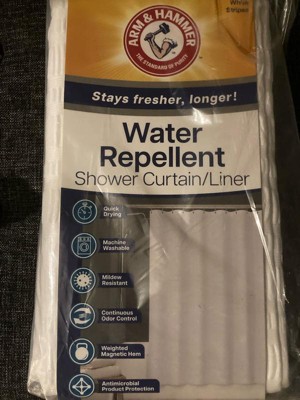 White
Stripes
ARM & HAMMER
THE STANDARD OF PURITY
Stays fresher, longer!
Water
Repellent
Shower Curtain/Liner
Quick
Drying
Machine
Washable
Mildew
Resistant
Continuous
Odor Control
Weighted
Magnetic Hem
Antimicrobial
Product Protection